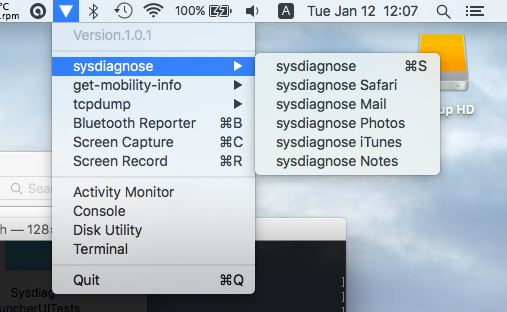 °C
rpm
100%
A
Tue Jan 12 12:07
Version.1.0.1
sysdiagnose
get-mobility-info
tcpdump
Bluetooth Reporter ⌘B
Screen Capture ⌘C
Screen Record ⌘R
Activity Monitor
Console
Disk Utility
Terminal
Quit ⌘Q
sysdiagnose ⌘S
sysdiagnose Safari
sysdiagnose Mail
sysdiagnose Photos
sysdiagnose iTunes
sysdiagnose Notes
up HD
Sea
h — 128
]
]
]
Sysdiag
uncherUITests